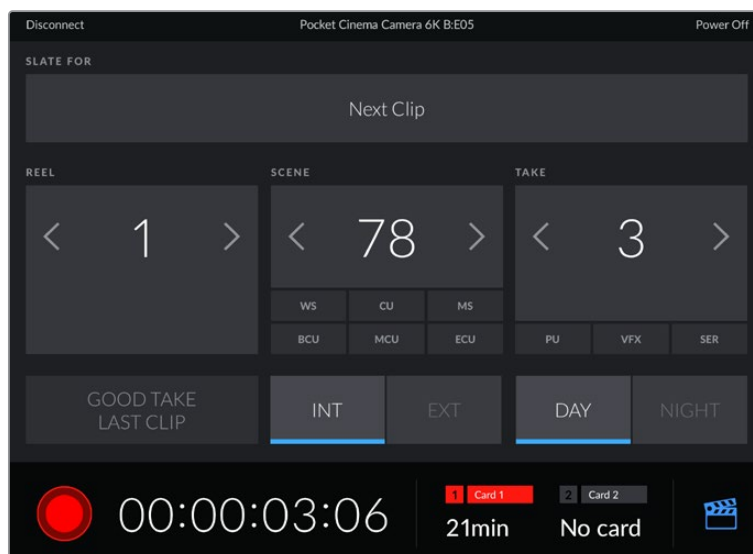 Disconnect Pocket Cinema Camera 6K B:E05 Power Off
SLATE FOR
Next Clip
REEL SCENE TAKE
< 1 > < 78 > < 3 >
WS CU MS
BCU MCU ECU PU VFX SER
GOOD TAKE
LAST CLIP
INT EXT DAY NIGHT
00:00:03:06
1 Card 1 2 Card 2
21min No card